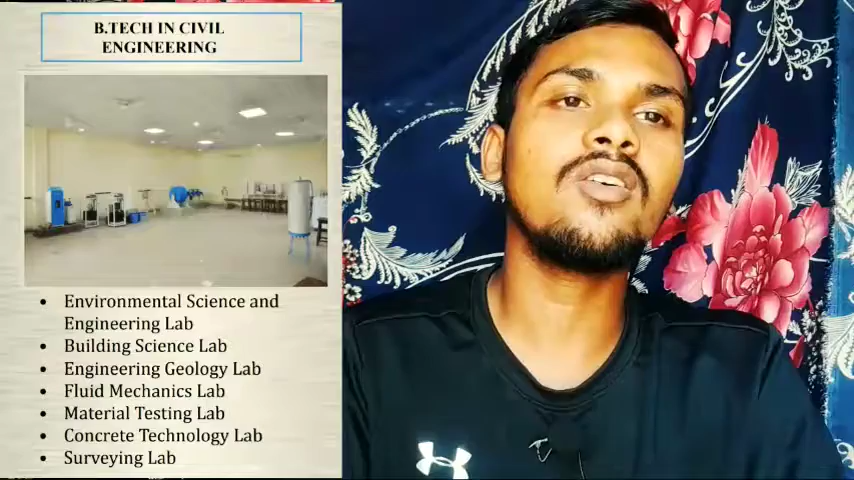 B.TECH IN CIVIL
ENGINEERING
• Environmental Science and
Engineering Lab
• Building Science Lab
• Engineering Geology Lab
• Fluid Mechanics Lab
• Material Testing Lab
• Concrete Technology Lab
• Surveying Lab